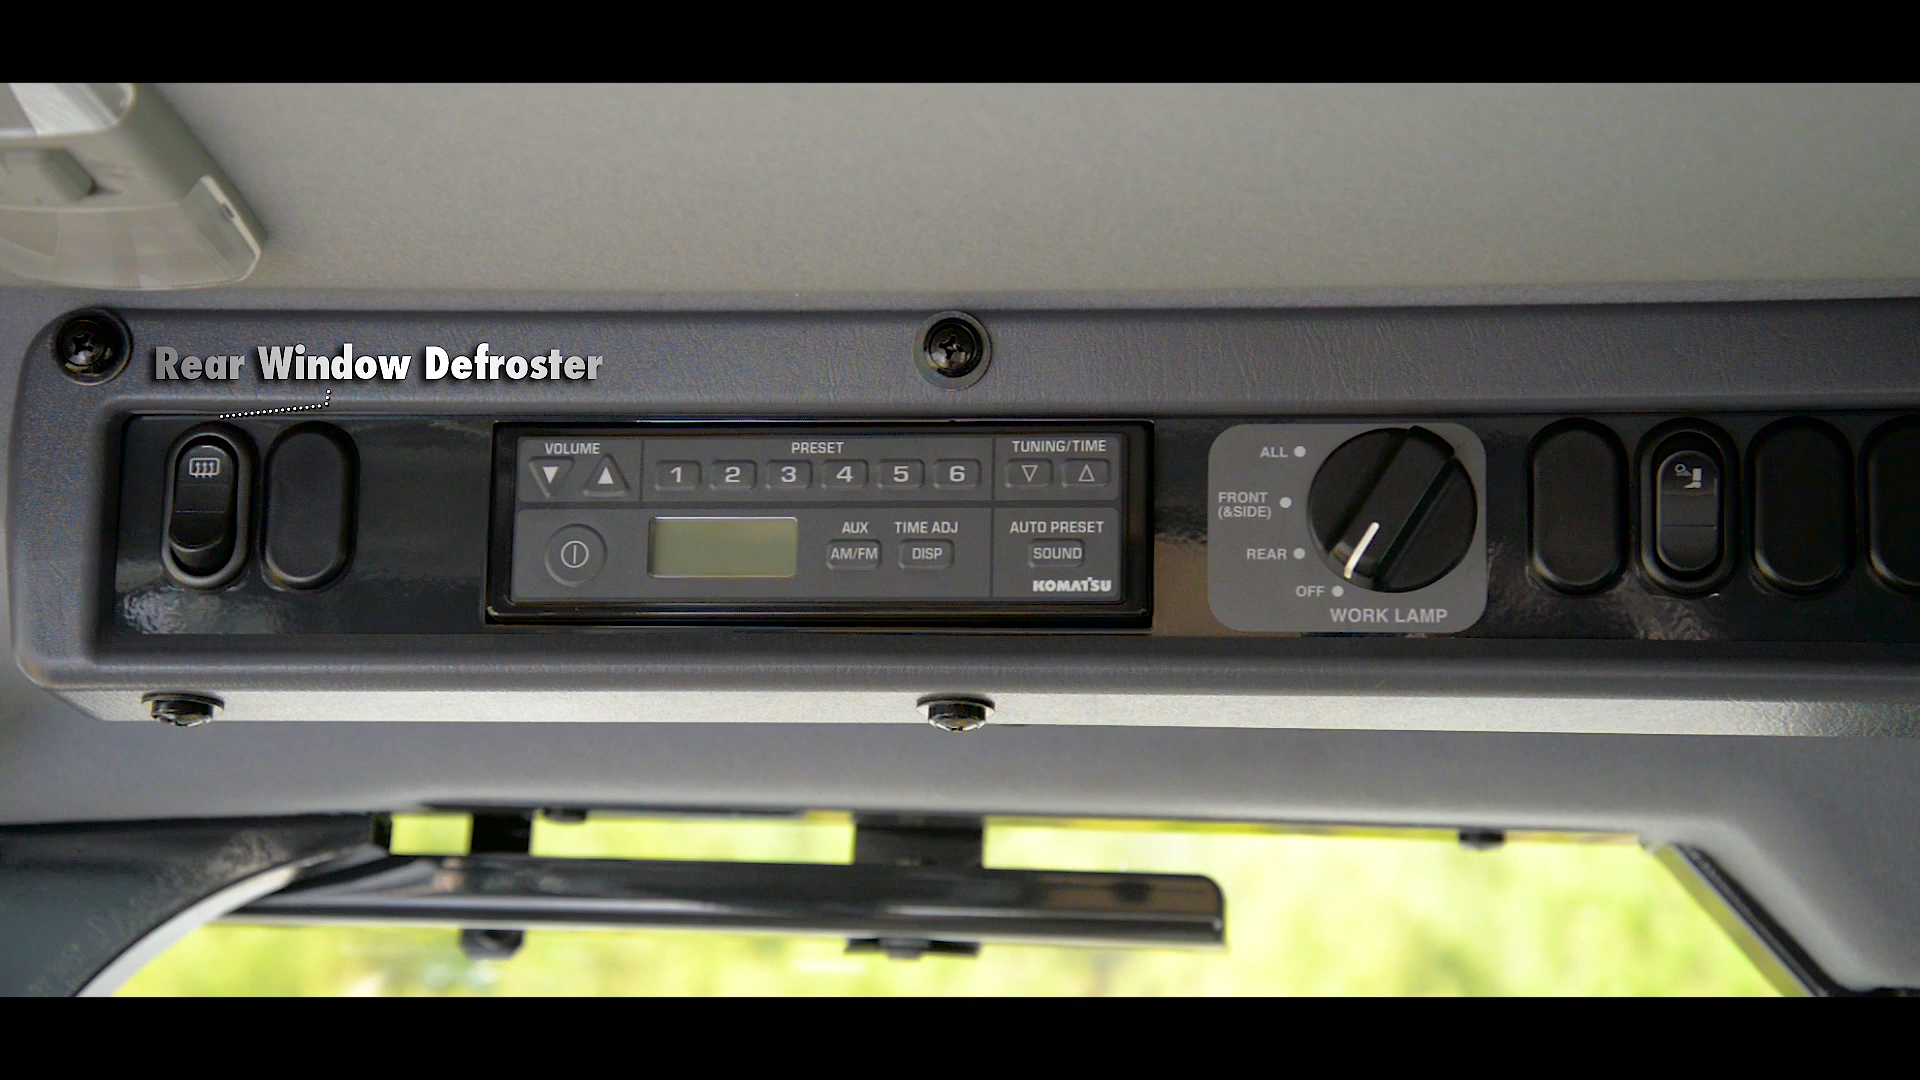 Rear Window Defroster
VOLUME
PRESET
1 2 3 4 5 6
TUNING/TIME
AUX
AM/FM
TIME ADJ
DISP
AUTO PRESET
SOUND
KOMATSU
ALL
FRONT
(&SIDE)
REAR
OFF
WORK LAMP